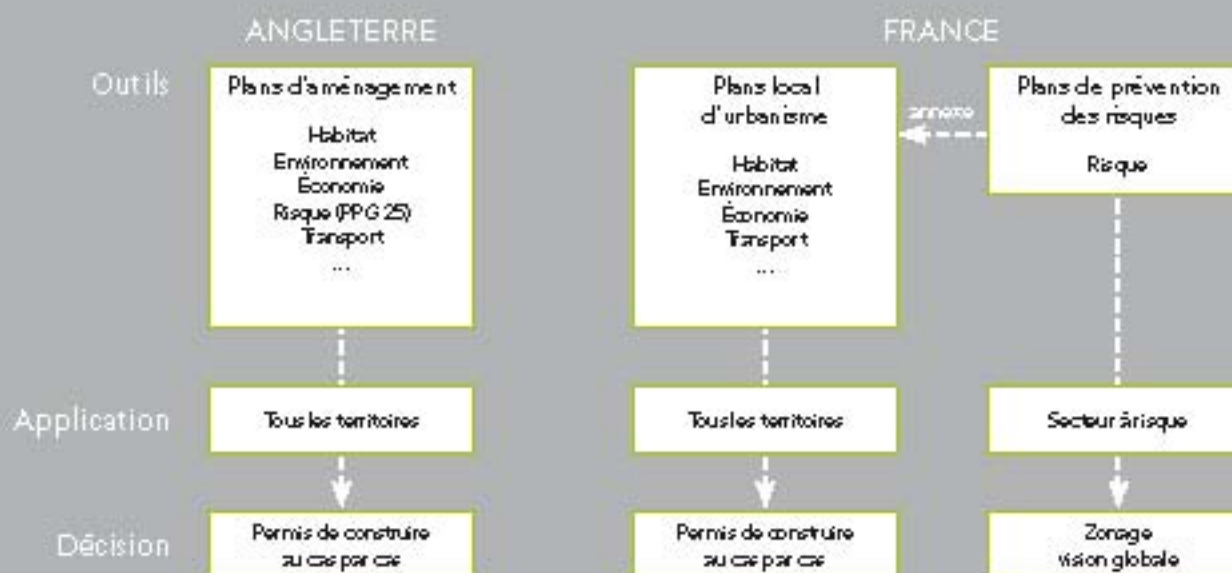 ANGLETERRE
FRANCE
Outils
Plans d'aménagement
Habitat
Environnement
Économie
Risque (PPG 25)
Transport
...
Plans local
d'urbanisme
Habitat
Environnement
Économie
Transport
...
annexe
Plans de prévention
des risques
Risque
Application
Tous les territoires
Tous les territoires
Secteur à risque
Décision
Permis de construire
au cas par cas
Permis de construire
au cas par cas
Zonage
vision globale